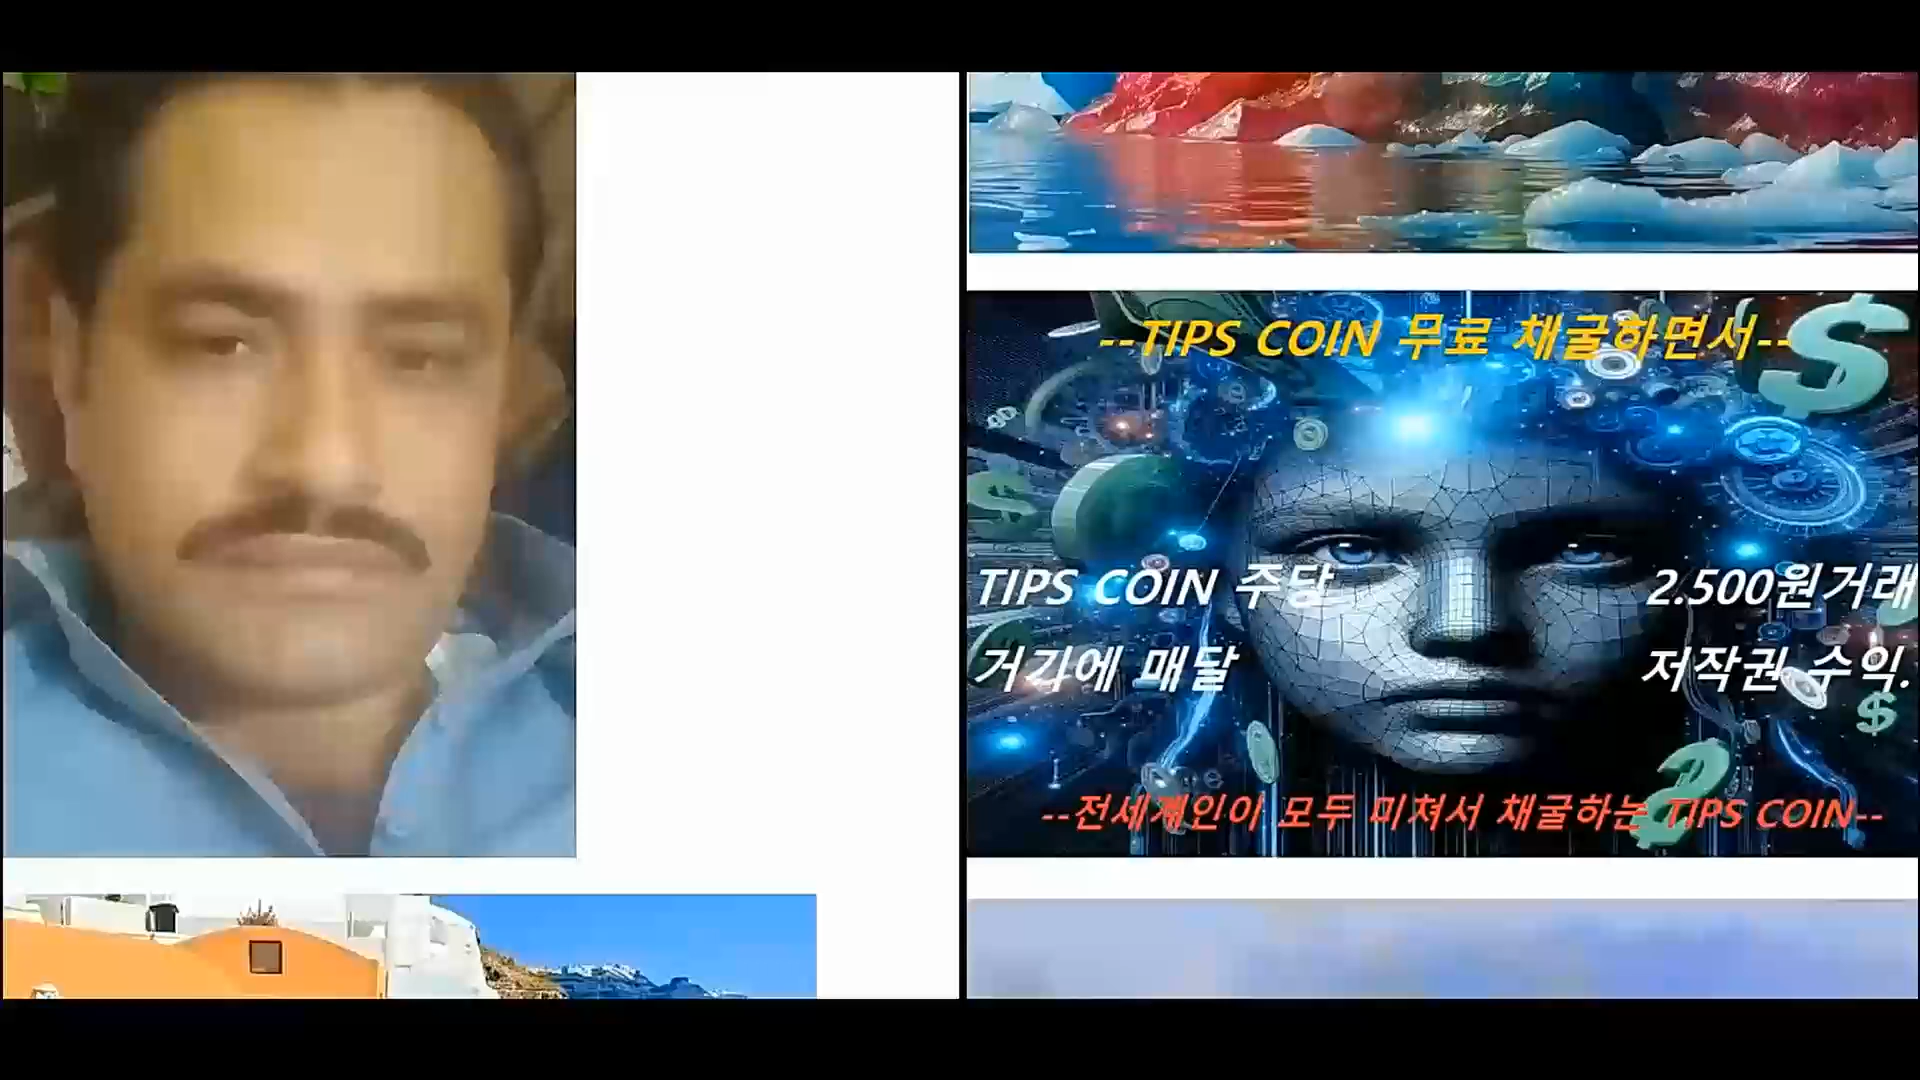 --TIPS COIN 무료 채굴하면서--
TIPS COIN 주당 2.500원거래
거기에 매달 저작권 수익.
--전세계인이 모두 미쳐서 채굴하는 TIPS COIN--